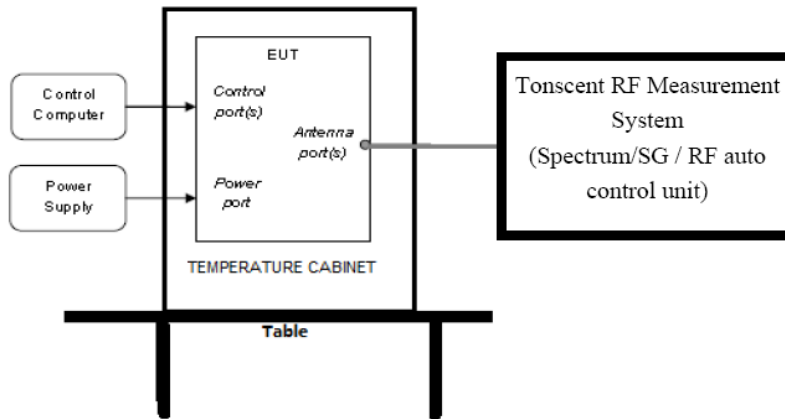 EUT
Control
Computer
Control
port(s)
Antenna
port(s)
Power
Supply
Power
port
TEMPERATURE CABINET
Table
Tonscent RF Measurement
System
(Spectrum/SG / RF auto
control unit)